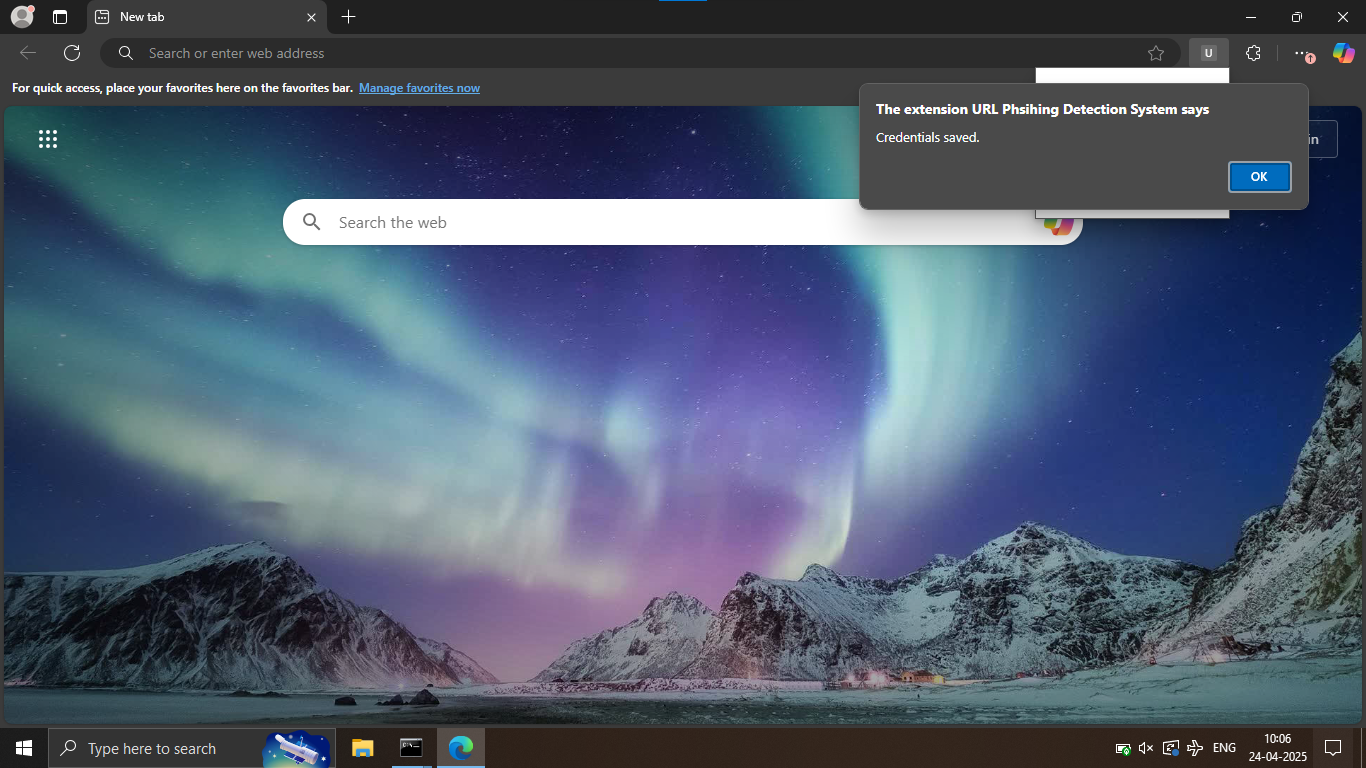 New tab
Search or enter web address
U
For quick access, place your favorites here on the favorites bar. Manage favorites now
The extension URL Phsihing Detection System says
Credentials saved.
in
OK
Search the web
Type here to search
ENG
10:06
24-04-2025